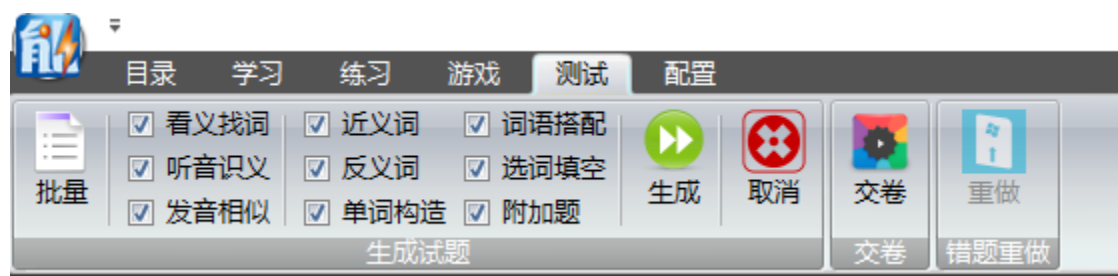 能
目录 学习 练习 游戏 测试 配置
看义找词 近义词 词语搭配
听音识义 反义词 选词填空
发音相似 单词构造 附加题
批量 生成 取消 交卷 重做
生成试题 交卷 错题重做